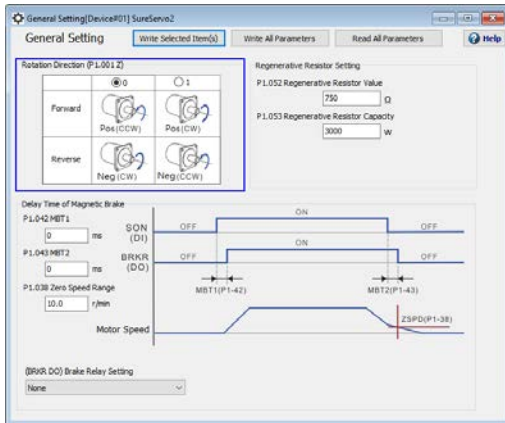 General Setting[Device#01] SureServo2
General Setting
Write Selected Item(s)
Write All Parameters
Read All Parameters
Help
Rotation Direction (P1.001 Z)
0
1
Forward
Pos(CCW)
Pos(CW)
Reverse
Neg(CW)
Neg(CCW)
Regenerative Resistor Setting
P1.052 Regenerative Resistor Value
750 Ω
P1.053 Regenerative Resistor Capacity
3000 W
Delay Time of Magnetic Brake
P1.042 MBT1
0 ms
P1.043 MBT2
0 ms
P1.038 Zero Speed Range
10.0 r/min
SON (DI)
OFF
ON
OFF
BRKR (DO)
OFF
ON
OFF
MBT1(P1-42)
MBT2(P1-43)
ZSPD(P1-38)
Motor Speed
(BRKR DO) Brake Relay Setting
None